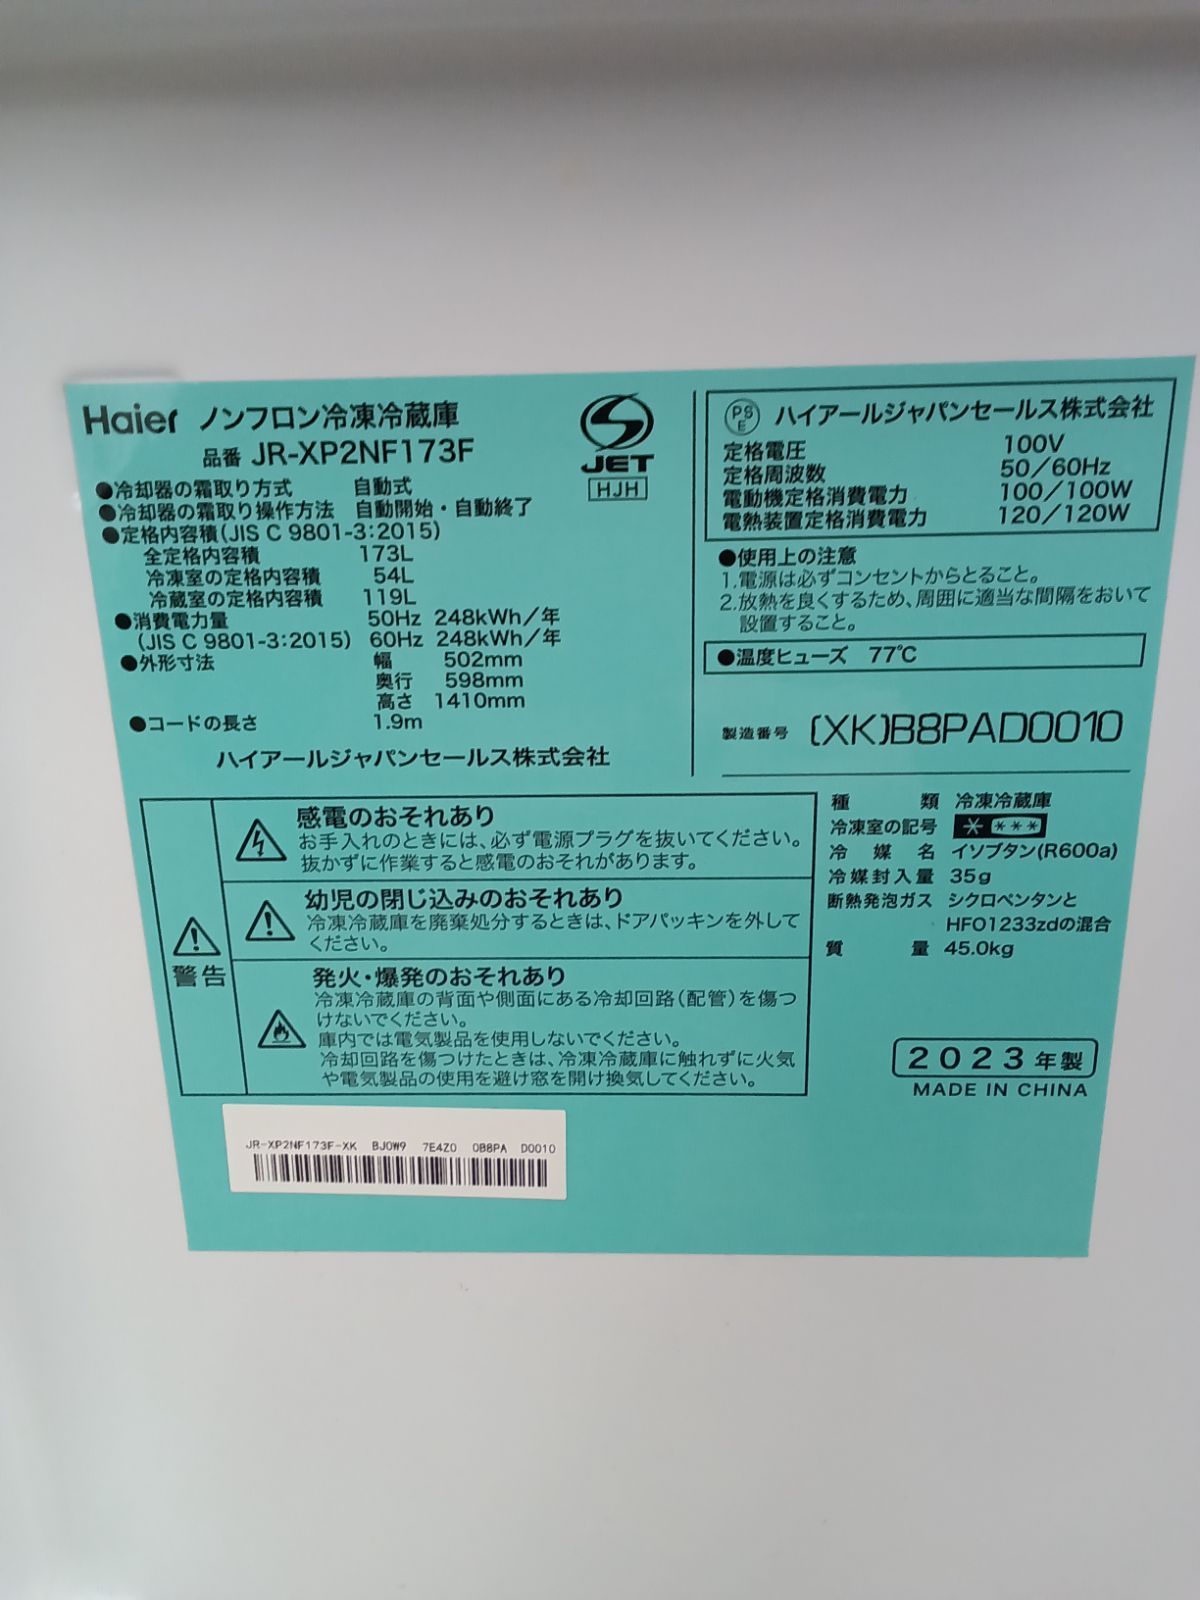 Haier ノンフロン冷凍冷蔵庫
品番 JR-XP2NF173F
●冷却器の霜取り方式 自動式
●冷却器の霜取り操作方法 自動開始・自動終了
●定格内容積(JIS C 9801-3:2015)
全定格内容積 173L
冷凍室の定格内容積 54L
冷蔵室の定格内容積 119L
●消費電力量 50Hz 248kWh/年
(JIS C 9801-3:2015) 60Hz 248kWh/年
●外形寸法 幅 502mm
奥行 598mm
高さ 1410mm
●コードの長さ 1.9m
ハイアールジャパンセールス株式会社
JET
HJH
PSE ハイアールジャパンセールス株式会社
定格電圧 100V
定格周波数 50/60Hz
電動機定格消費電力 100/100W
電熱装置定格消費電力 120/120W
●使用上の注意
1.電源は必ずコンセントからとること。
2.放熱を良くするため、周囲に適当な間隔をおいて
設置すること。
●温度ヒューズ 77℃
製造番号 (XK)B8PAD0010
警告
感電のおそれあり
お手入れのときには、必ず電源プラグを抜いてください。
抜かずに作業すると感電のおそれがあります。
幼児の閉じ込みのおそれあり
冷凍冷蔵庫を廃棄処分するときは、ドアパッキンを外して
ください。
発火・爆発のおそれあり
冷凍冷蔵庫の背面や側面にある冷却回路(配管)を傷つ
けないでください。
庫内では電気製品を使用しないでください。
冷却回路を傷つけたときは、冷凍冷蔵庫に触れずに火気
や電気製品の使用を避け窓を開け換気してください。
種類 冷凍冷蔵庫
冷凍室の記号 * ***
冷媒名 イソブタン(R600a)
冷媒封入量 35g
断熱発泡ガス シクロペンタンと
HFO1233zdの混合
質量 45.0kg
2023年製
MADE IN CHINA
JR-XP2NF173F-XK BJ0W9 7E4Z0 0B8PA D0010